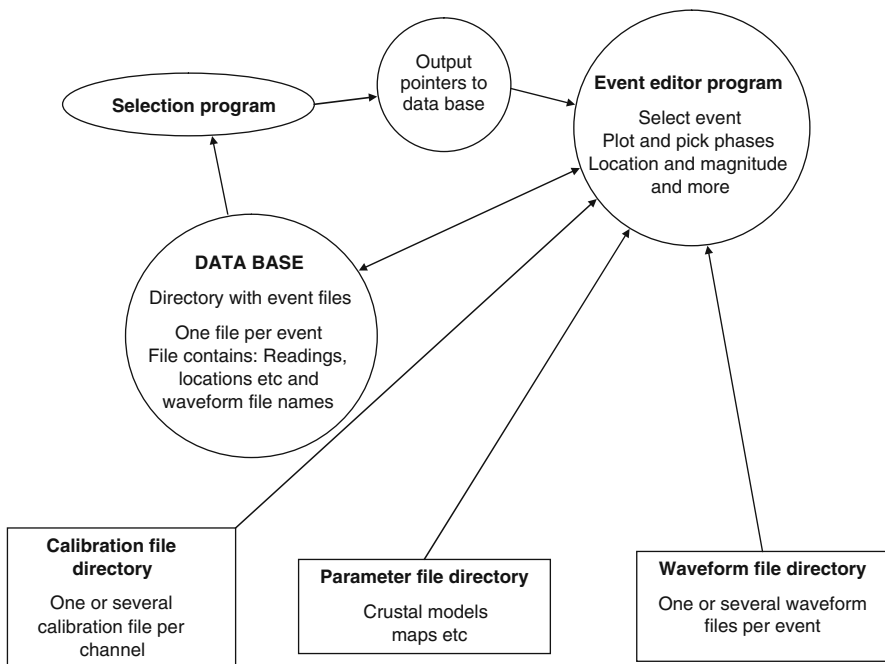 Selection program
Output
pointers to
data base
Event editor program
Select event
Plot and pick phases
Location and magnitude
and more
DATA BASE
Directory with event files
One file per event
File contains: Readings,
locations etc and
waveform file names
Calibration file
directory
One or several
calibration file per
channel
Parameter file directory
Crustal models
maps etc
Waveform file directory
One or several waveform
files per event